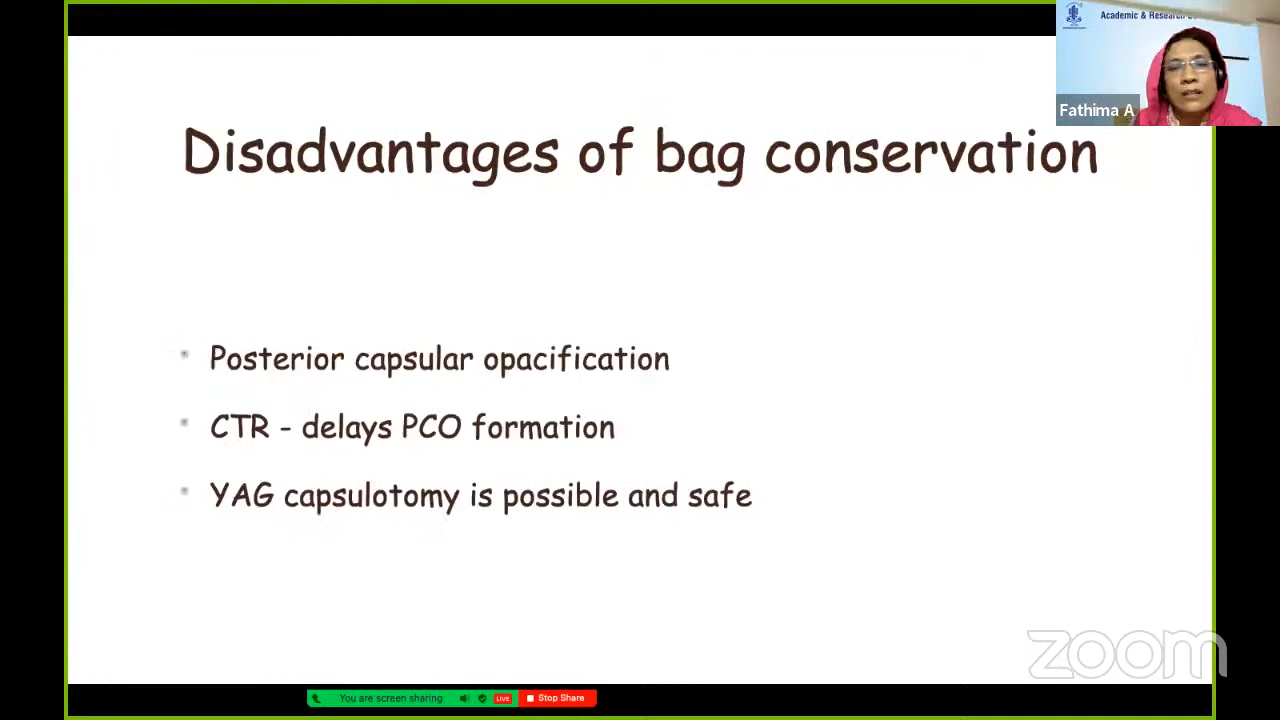 Academic & Research
Fathima A
Disadvantages of bag conservation
Posterior capsular opacification
CTR - delays PCO formation
YAG capsulotomy is possible and safe
zoom
You are screen sharing
LIVE
Stop Share